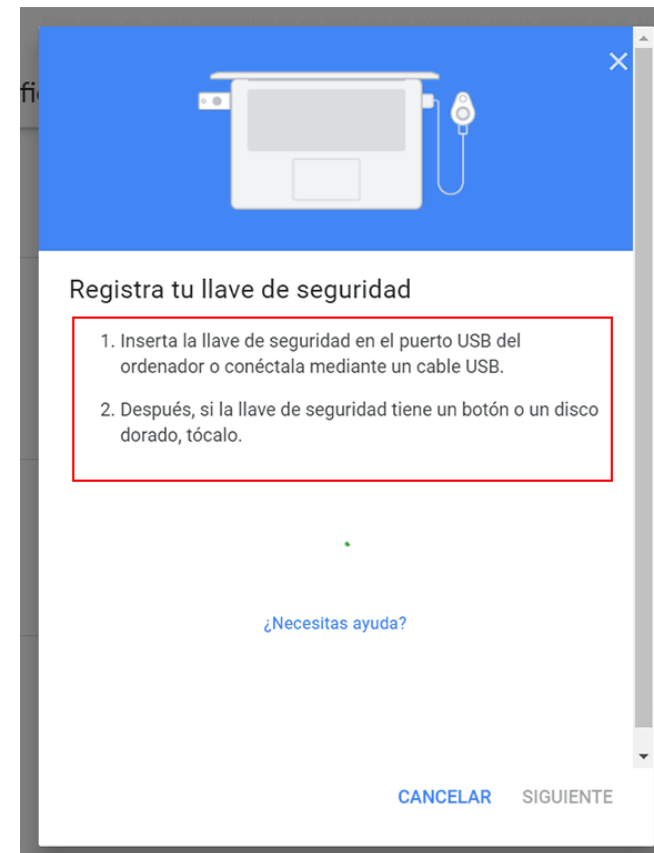 fi
Registra tu llave de seguridad
1. Inserta la llave de seguridad en el puerto USB del
ordenador o conéctala mediante un cable USB.
2. Después, si la llave de seguridad tiene un botón o un disco
dorado, tócalo.
¿Necesitas ayuda?
CANCELAR SIGUIENTE